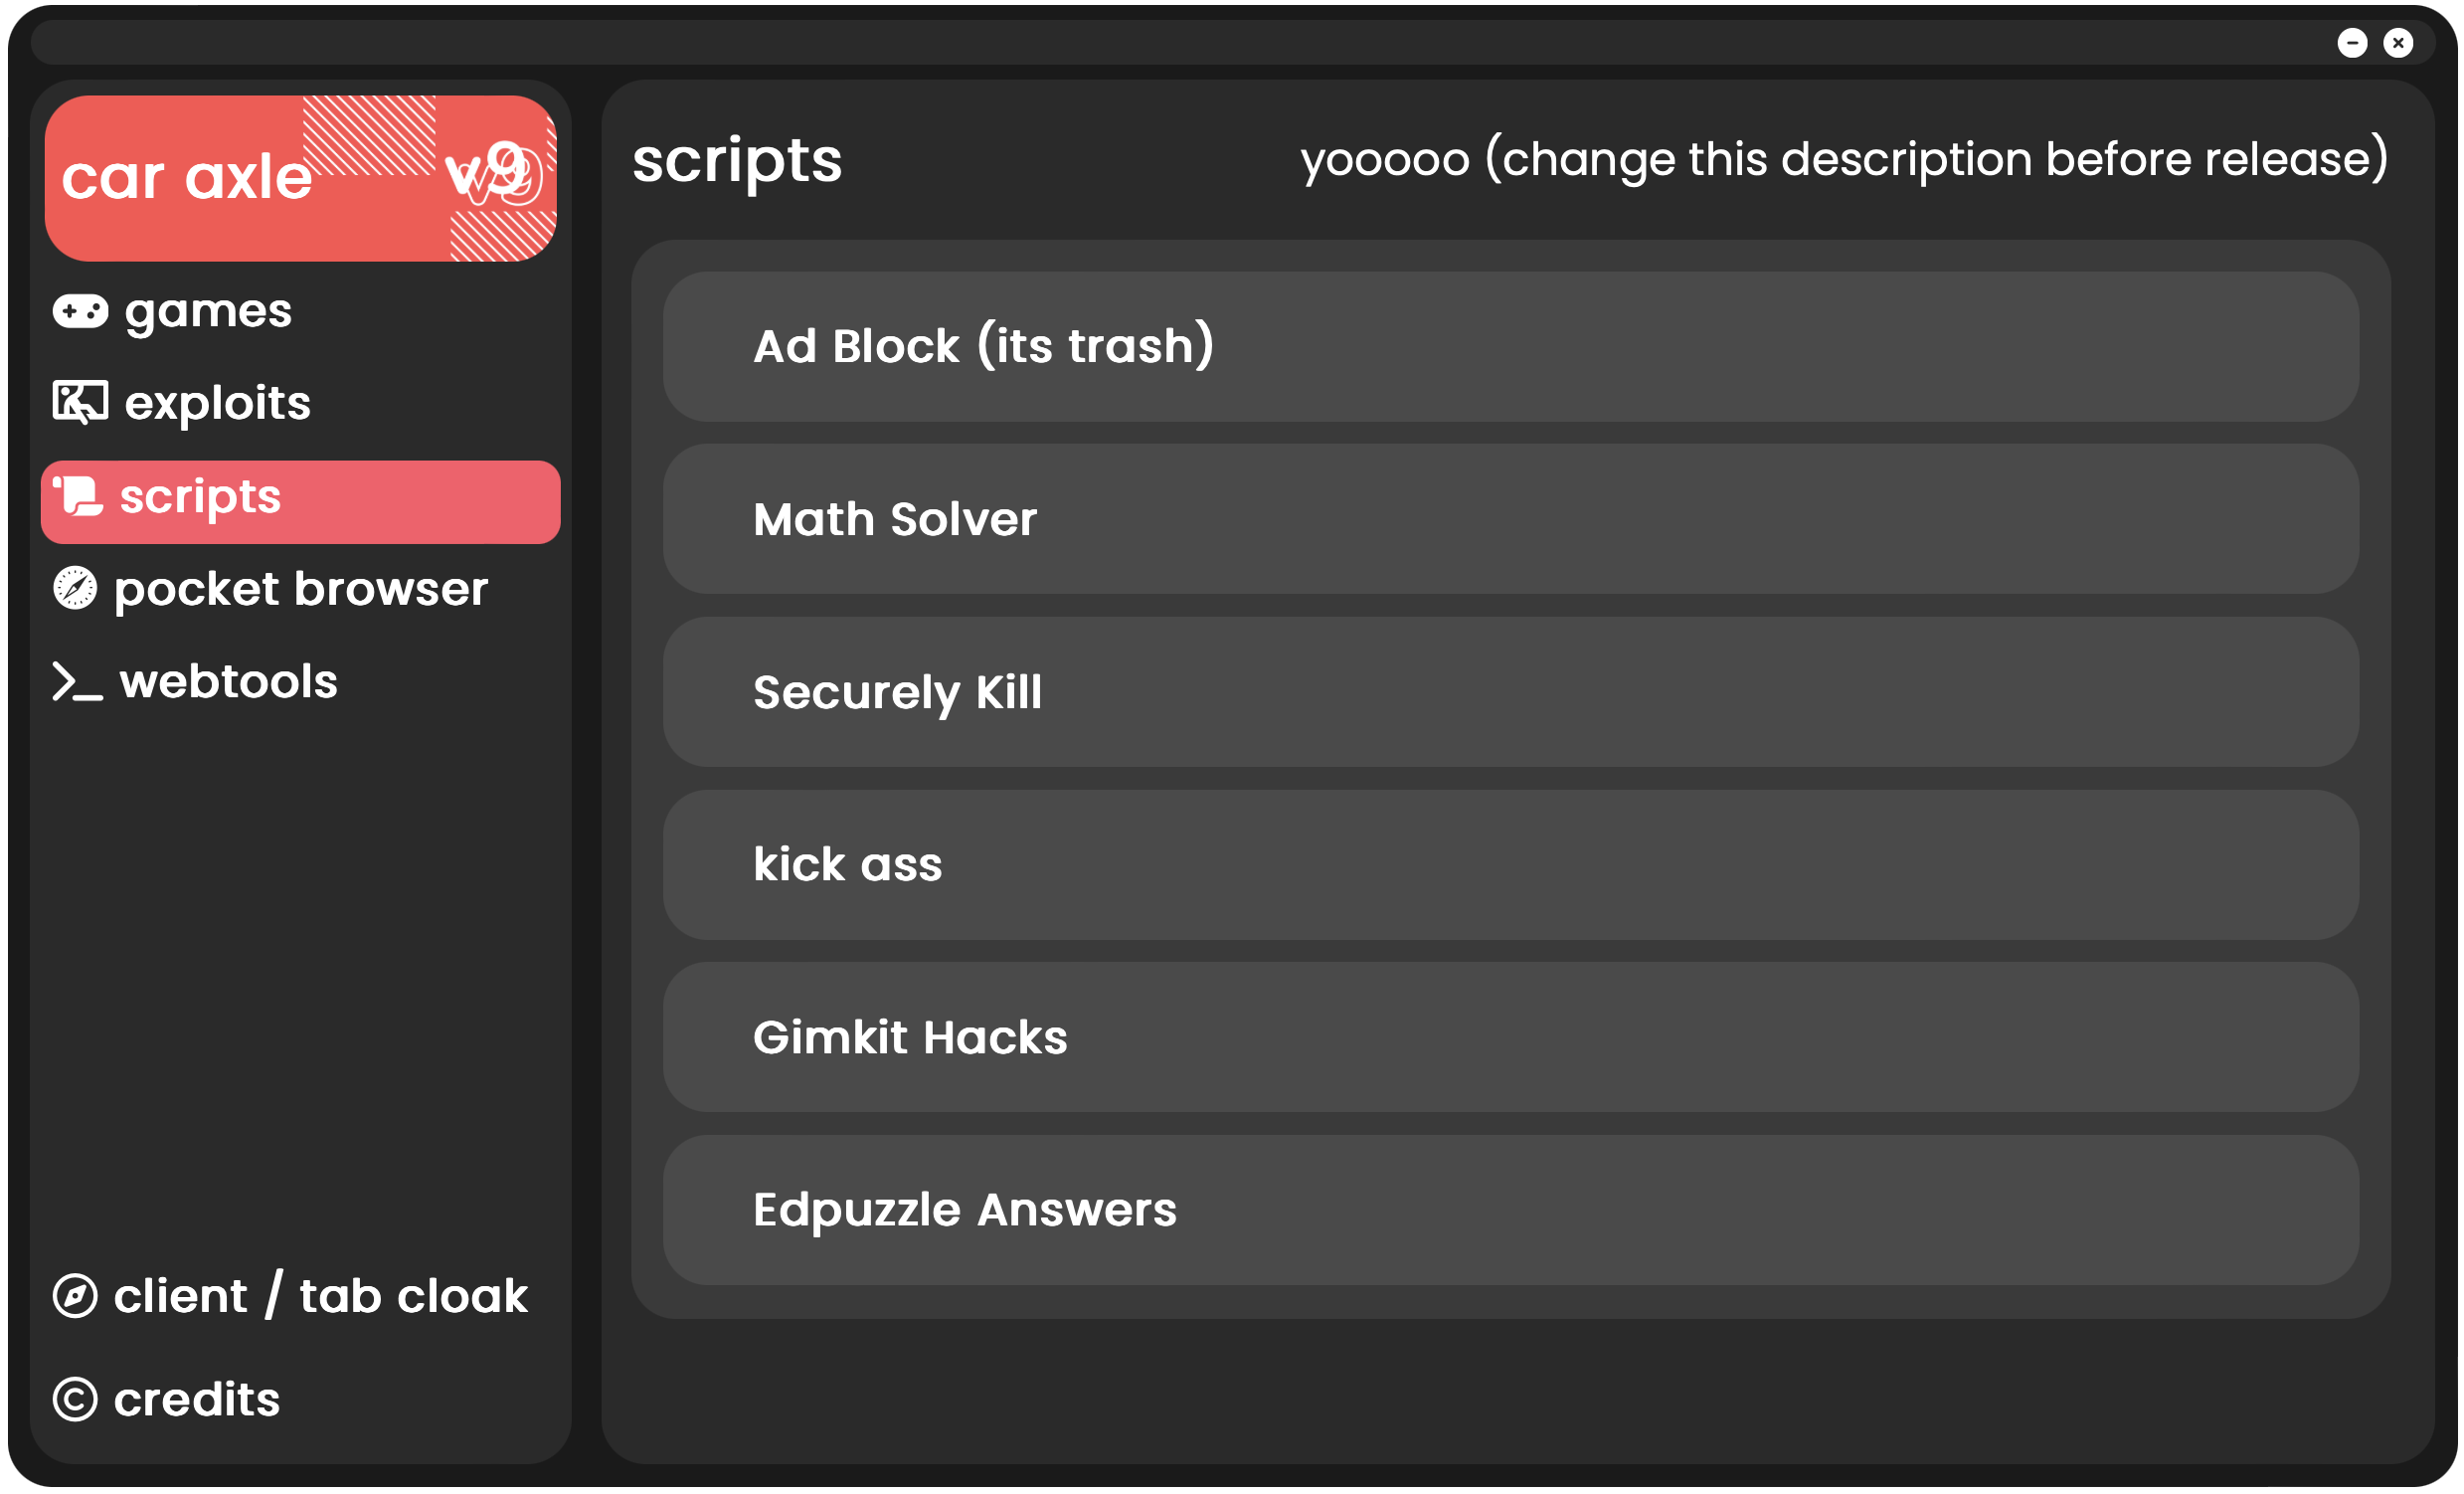 car axle v9
games
exploits
scripts
pocket browser
webtools
client / tab cloak
credits
scripts
yooooo (change this description before release)
Ad Block (its trash)
Math Solver
Securely Kill
kick ass
Gimkit Hacks
Edpuzzle Answers